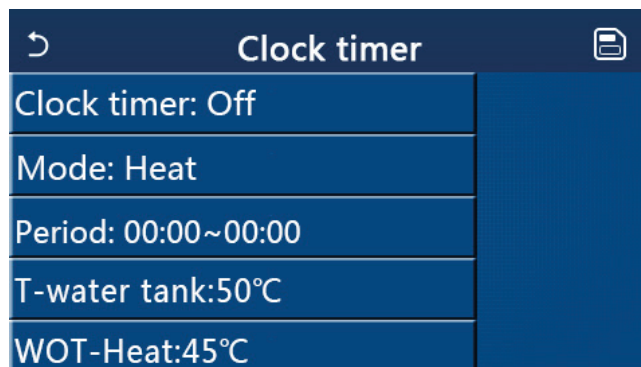 Clock timer
Clock timer: Off
Mode: Heat
Period: 00:00~00:00
T-water tank:50℃
WOT-Heat:45℃